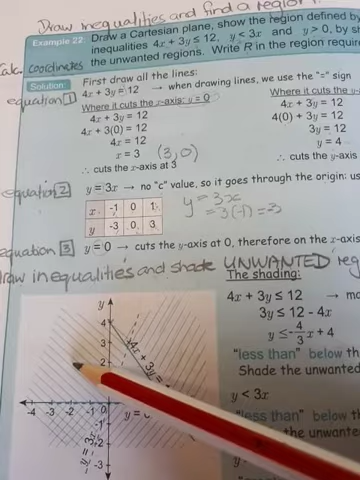 Draw inequalities and find a region
Example 22 Draw a Cartesian plane, show the region defined by
inequalities 4x + 3y ≤ 12, y < 3x and y > 0, by sh
the unwanted regions. Write R in the region requir
Calc. coordinates
Solution: First draw all the lines:
4x + 3y = 12 → when drawing lines, we use the "=" sign
equation 1
Where it cuts the x-axis: y = 0
4x + 3y = 12
4x + 3(0) = 12
4x = 12
x = 3 (3, 0)
∴ cuts the x-axis at 3
Where it cuts the y-a
4x + 3y = 12
4(0) + 3y = 12
3y = 12
y = 4
∴ cuts the y-axis
equation 2 y = 3x → no "c" value, so it goes through the origin: us
x -1 0 1
y -3 0 3
y = 3x
= 3(-1) = 3
equation 3 y = 0 → cuts the y-axis at 0, therefore on the x-axis
raw inequalities and shade UNWANTED reg
The shading:
4x + 3y ≤ 12 → ma
3y ≤ 12 - 4x
y ≤ -4/3 x + 4
"less than" below th
Shade the unwanted
y < 3x
"less than" below th
Shade the unwante
y
4
3
2
4x + 3y =
-4 -3 -2 -1 0
y =
-2
-3
y = 3x